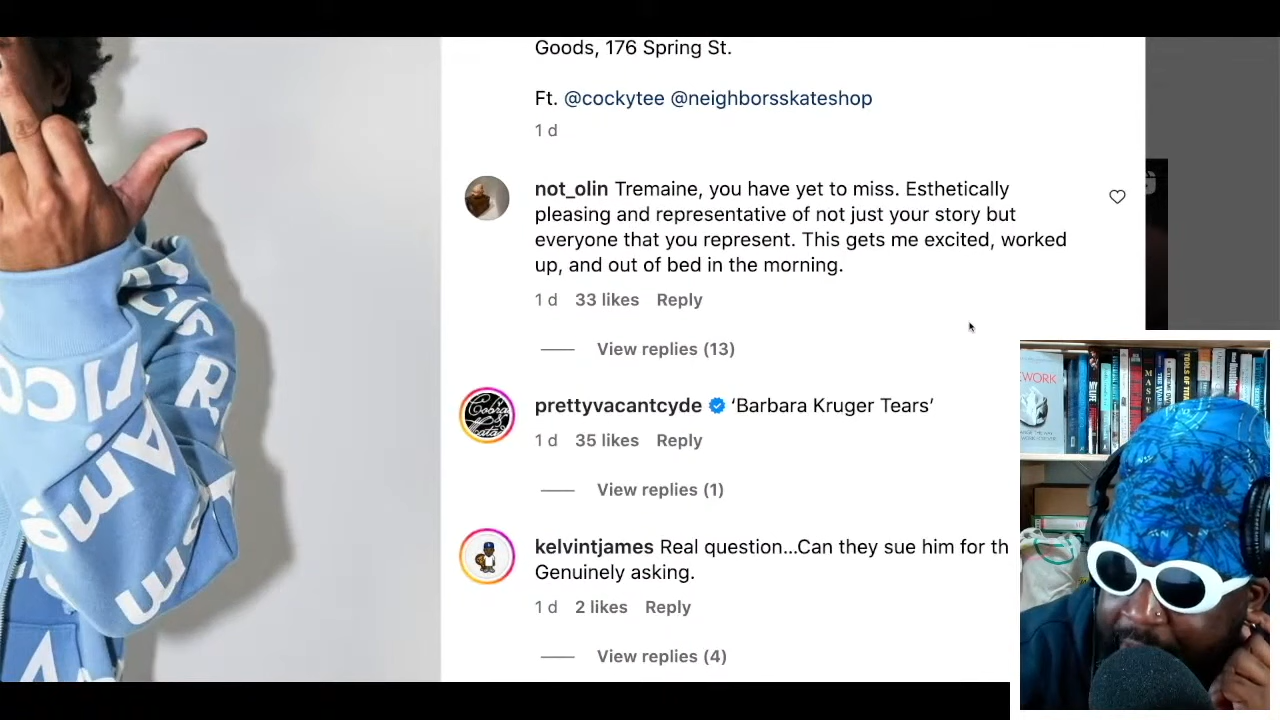 Goods, 176 Spring St.
Ft. @cockytee @neighborsskateshop
1 d
not_olin Tremaine, you have yet to miss. Esthetically
pleasing and representative of not just your story but
everyone that you represent. This gets me excited, worked
up, and out of bed in the morning.
1 d 33 likes Reply
View replies (13)
prettyvacantcyde ‘Barbara Kruger Tears’
1 d 35 likes Reply
View replies (1)
kelvintjames Real question...Can they sue him for th
Genuinely asking.
1 d 2 likes Reply
View replies (4)
WORK
TOOLS OF TITA